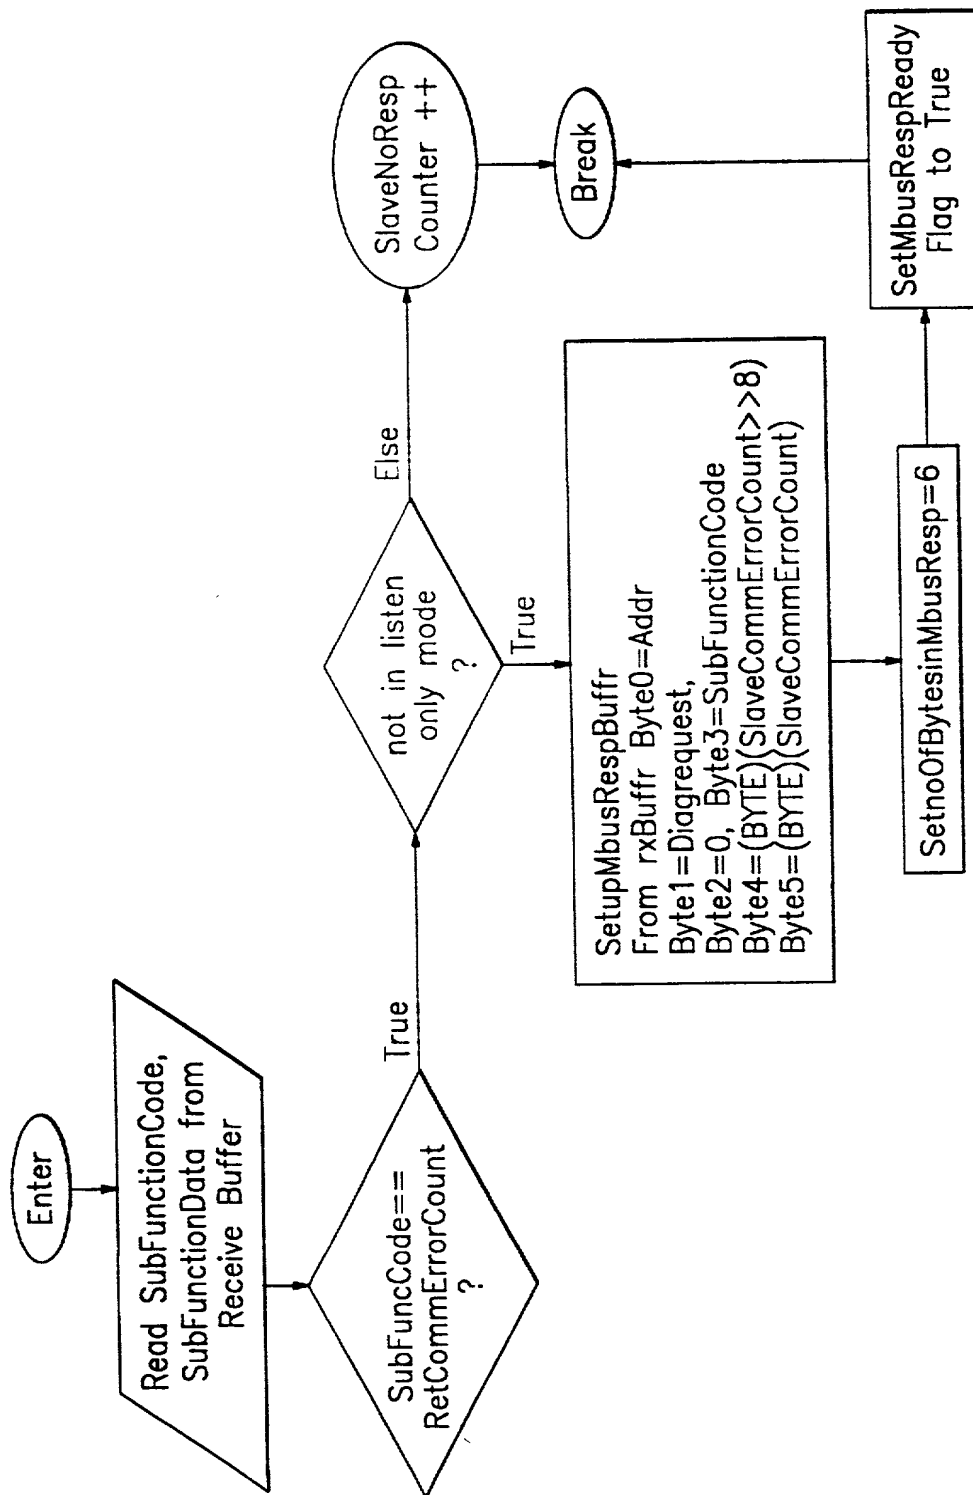 Enter
Read SubFunctionCode,
SubFunctionData from
Receive Buffer
SubFuncCode==
RetCommErrorCount
?
True
not in listen
only mode
?
Else
SlaveNoResp
Counter ++
Break
True
SetupMbusRespBuffr
From rxBuffr Byte0=Addr
Byte1=Diagrequest,
Byte2=0, Byte3=SubFunctionCode
Byte4=(BYTE)(SlaveCommErrorCount>>8)
Byte5=(BYTE)(SlaveCommErrorCount)
SetnoOfBytesinMbusResp=6
SetMbusRespReady
Flag to True